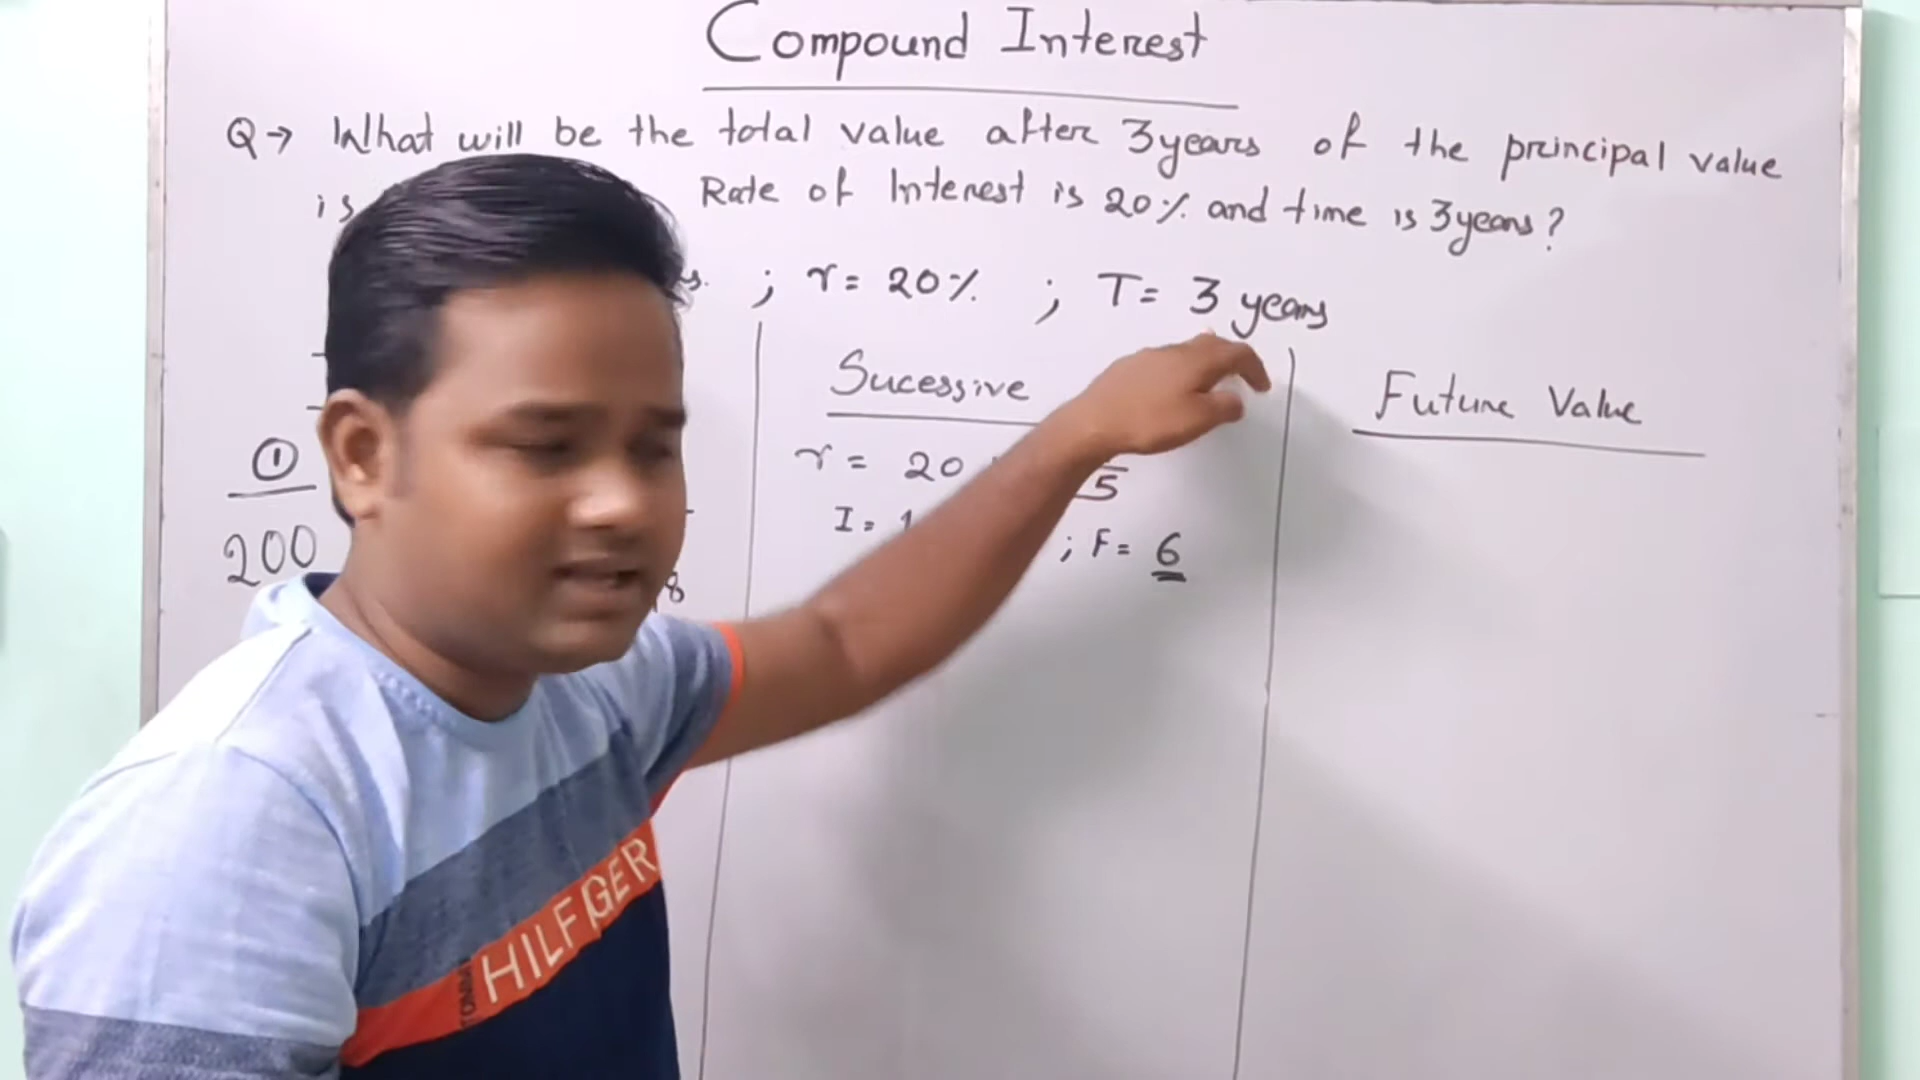 Compound Interest
Q→ What will be the total value after 3 years of the principal value
is Rate of Interest is 20% and time is 3 years?
; r = 20% ; T = 3 years
Sucessive
Future Value
①
r = 20
5
I = 1 ; F = 6
200
8
HILFIGER